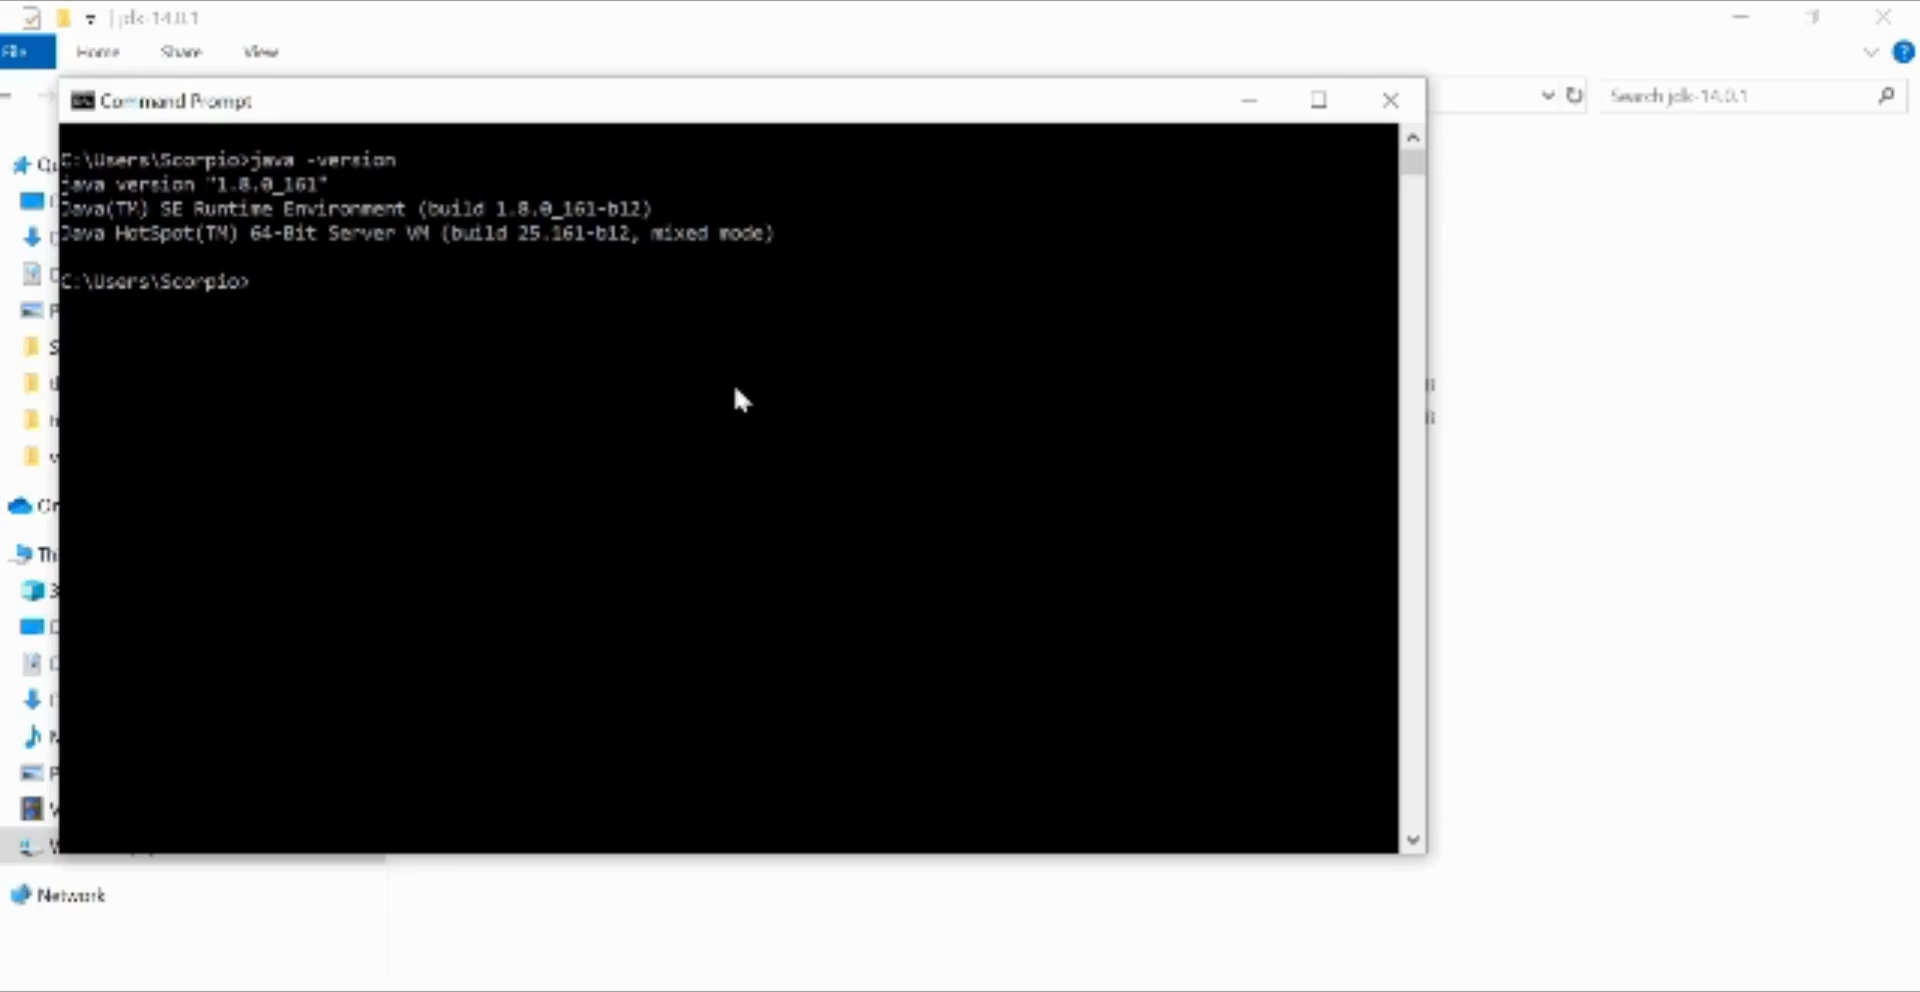 jdk-14.0.1
File Home Share View
Command Prompt
Search jdk-14.0.1
C:\Users\Scorpio>java -version
java version "1.8.0_161"
Java(TM) SE Runtime Environment (build 1.8.0_161-b12)
Java HotSpot(TM) 64-Bit Server VM (build 25.161-b12, mixed mode)
C:\Users\Scorpio>
Network